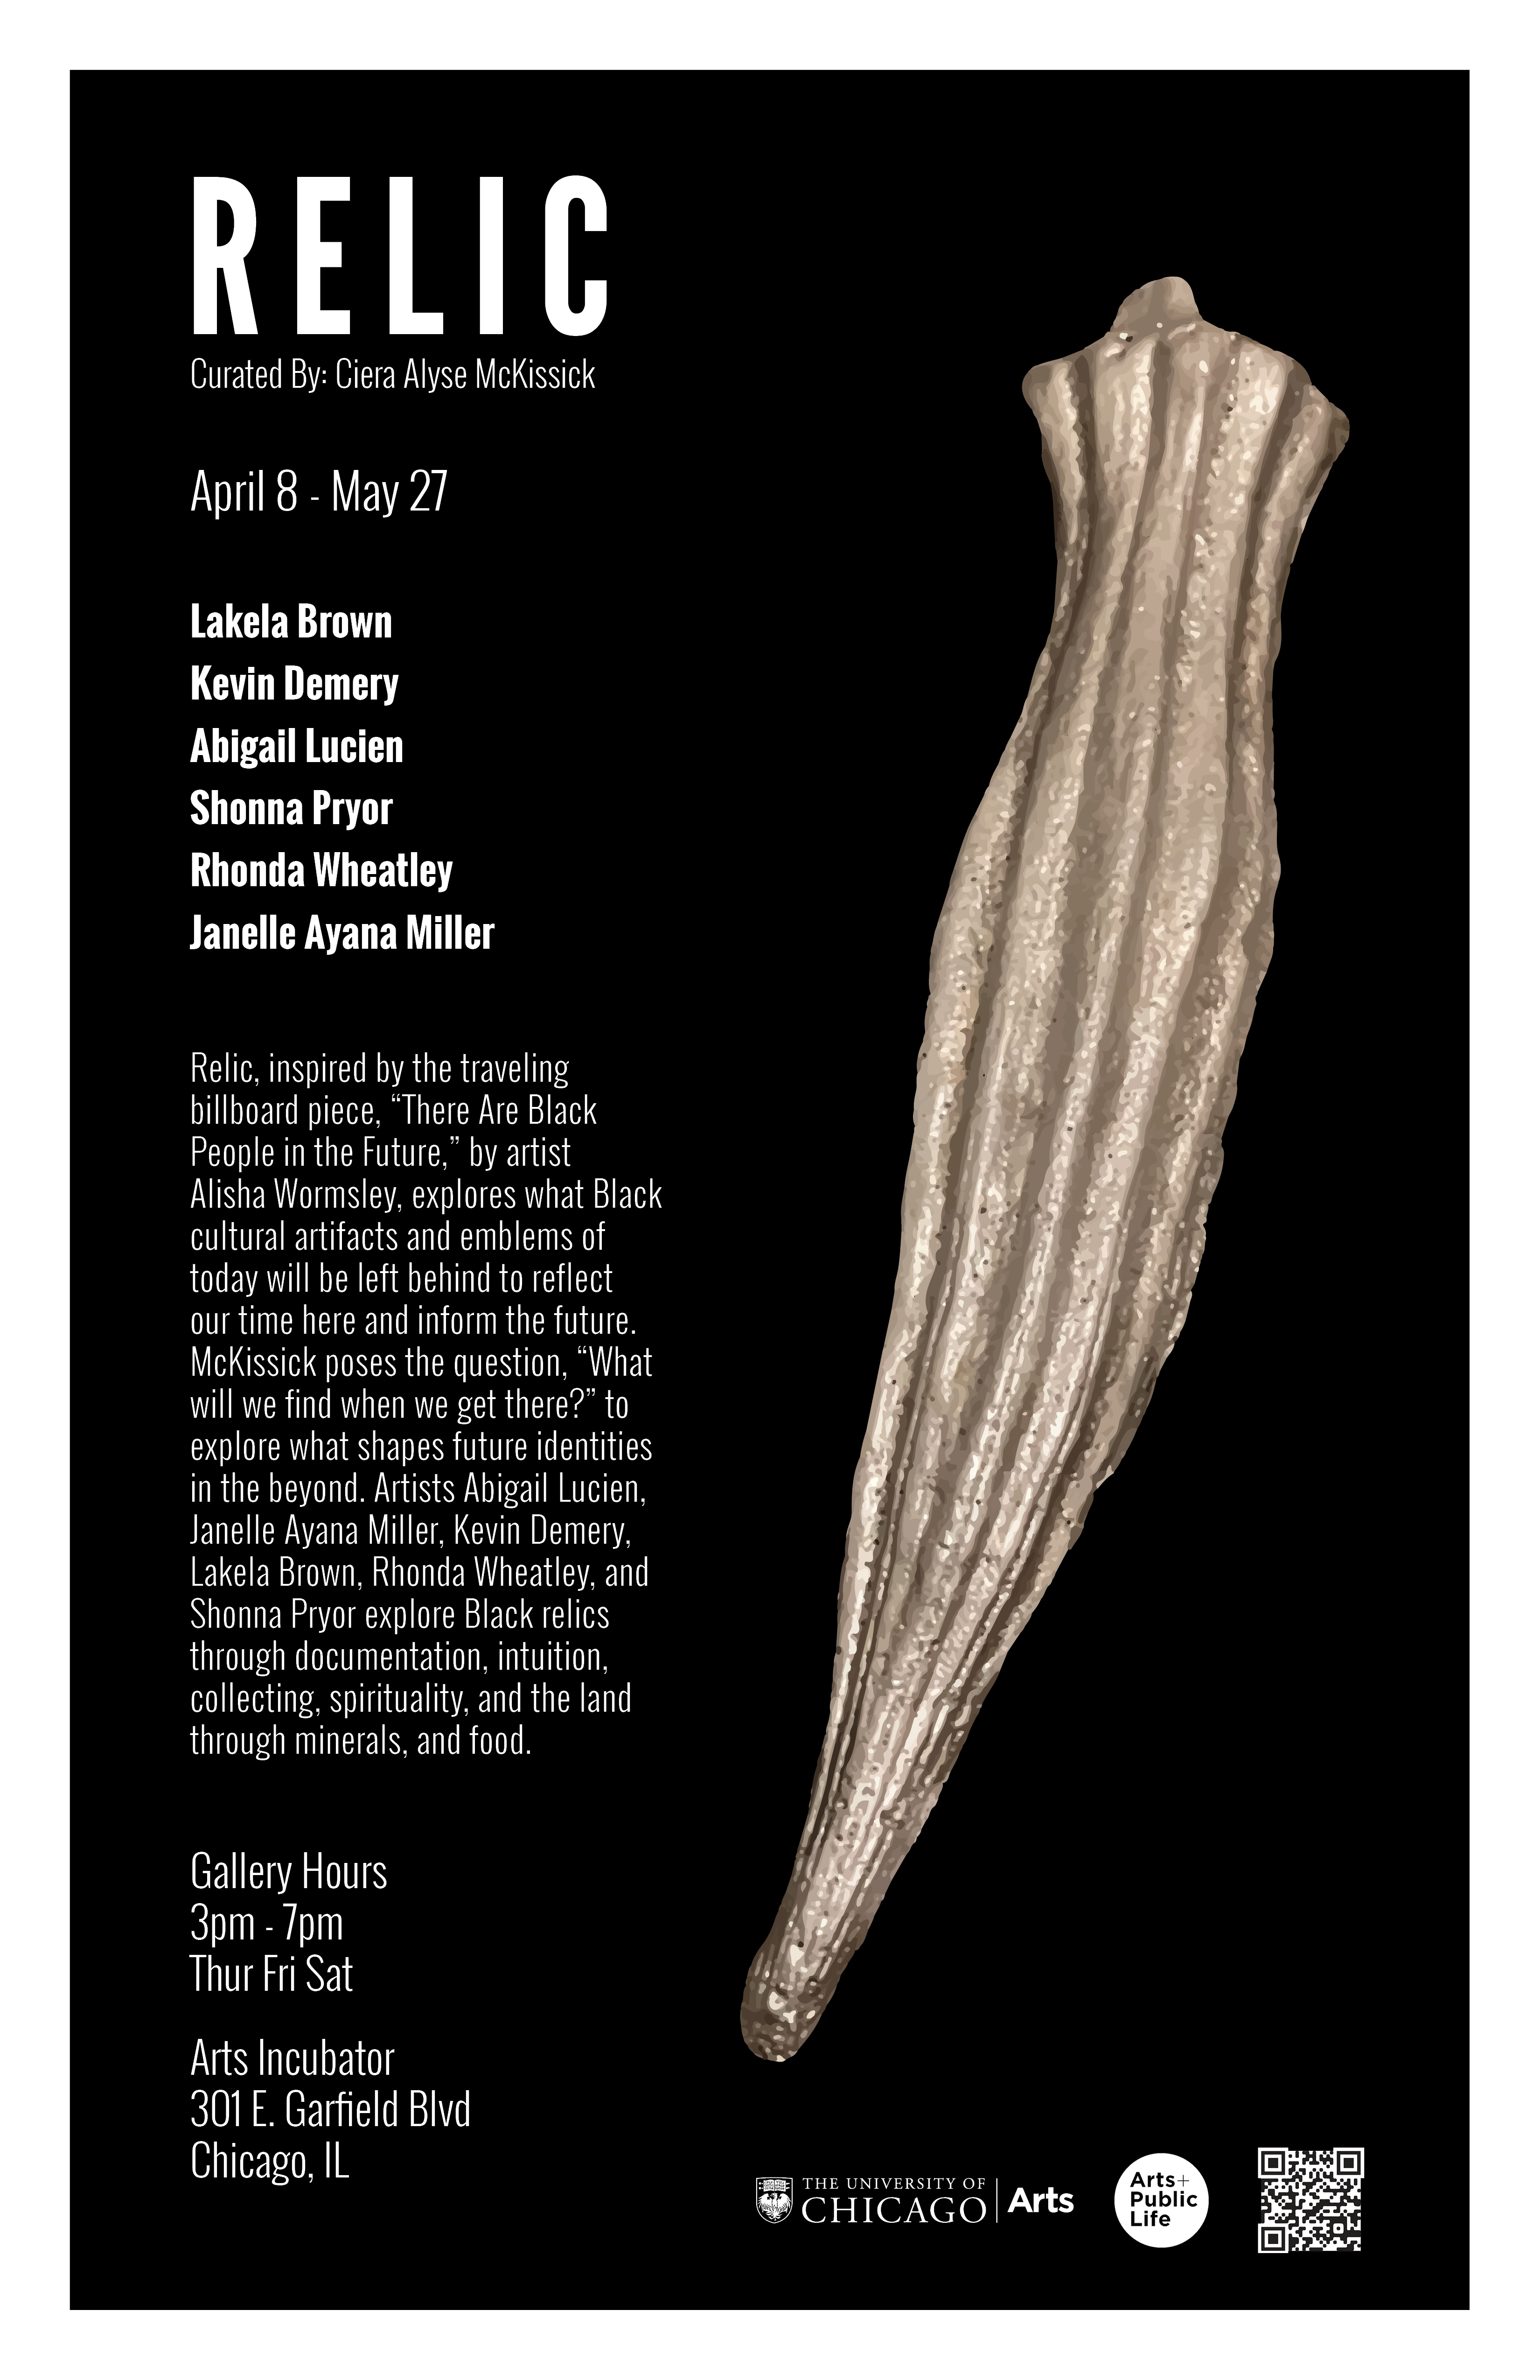 RELIC
Curated By: Ciera Alyse McKissick
April 8 - May 27
Lakela Brown
Kevin Demery
Abigail Lucien
Shonna Pryor
Rhonda Wheatley
Janelle Ayana Miller
Relic, inspired by the traveling
billboard piece, “There Are Black
People in the Future,” by artist
Alisha Wormsley, explores what Black
cultural artifacts and emblems of
today will be left behind to reflect
our time here and inform the future.
McKissick poses the question, “What
will we find when we get there?” to
explore what shapes future identities
in the beyond. Artists Abigail Lucien,
Janelle Ayana Miller, Kevin Demery,
Lakela Brown, Rhonda Wheatley, and
Shonna Pryor explore Black relics
through documentation, intuition,
collecting, spirituality, and the land
through minerals, and food.
Gallery Hours
3pm - 7pm
Thur Fri Sat
Arts Incubator
301 E. Garfield Blvd
Chicago, IL
THE UNIVERSITY OF
CHICAGO
Arts
Arts+
Public
Life